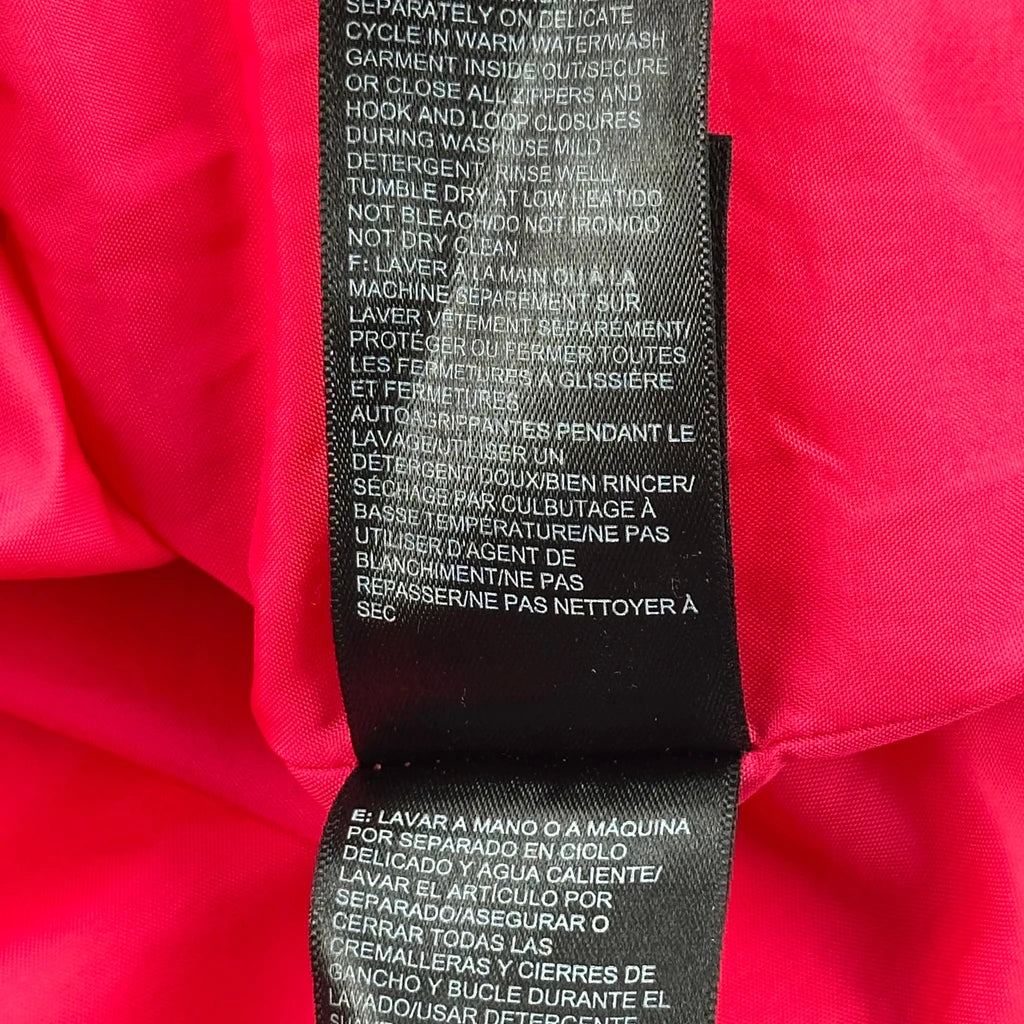 SEPARATELY ON DELICATE
CYCLE IN WARM WATER/WASH
GARMENT INSIDE OUT/SECURE
OR CLOSE ALL ZIPPERS AND
HOOK AND LOOP CLOSURES
DURING WASH/USE MILD
DETERGENT /RINSE WELL/
TUMBLE DRY AT LOW HEAT/DO
NOT BLEACH/DO NOT IRON/DO
NOT DRY CLEAN
F: LAVER À LA MAIN OU À LA
MACHINE SÉPARÉMENT SUR
LAVER VÊTEMENT SÉPARÉMENT/
PROTÉGER OU FERMER TOUTES
LES FERMETURES À GLISSIÈRE
ET FERMETURES
AUTOAGRIPPANTES PENDANT LE
LAVAGE/UTILISER UN
DÉTERGENT DOUX/BIEN RINCER/
SÉCHAGE PAR CULBUTAGE À
BASSE TEMPÉRATURE/NE PAS
UTILISER D'AGENT DE
BLANCHIMENT/NE PAS
REPASSER/NE PAS NETTOYER À
SEC
E: LAVAR A MANO O A MÁQUINA
POR SEPARADO EN CICLO
DELICADO Y AGUA CALIENTE/
LAVAR EL ARTÍCULO POR
SEPARADO/ASEGURAR O
CERRAR TODAS LAS
CREMALLERAS Y CIERRES DE
GANCHO Y BUCLE DURANTE EL
LAVADO/USAR DETERGENTE